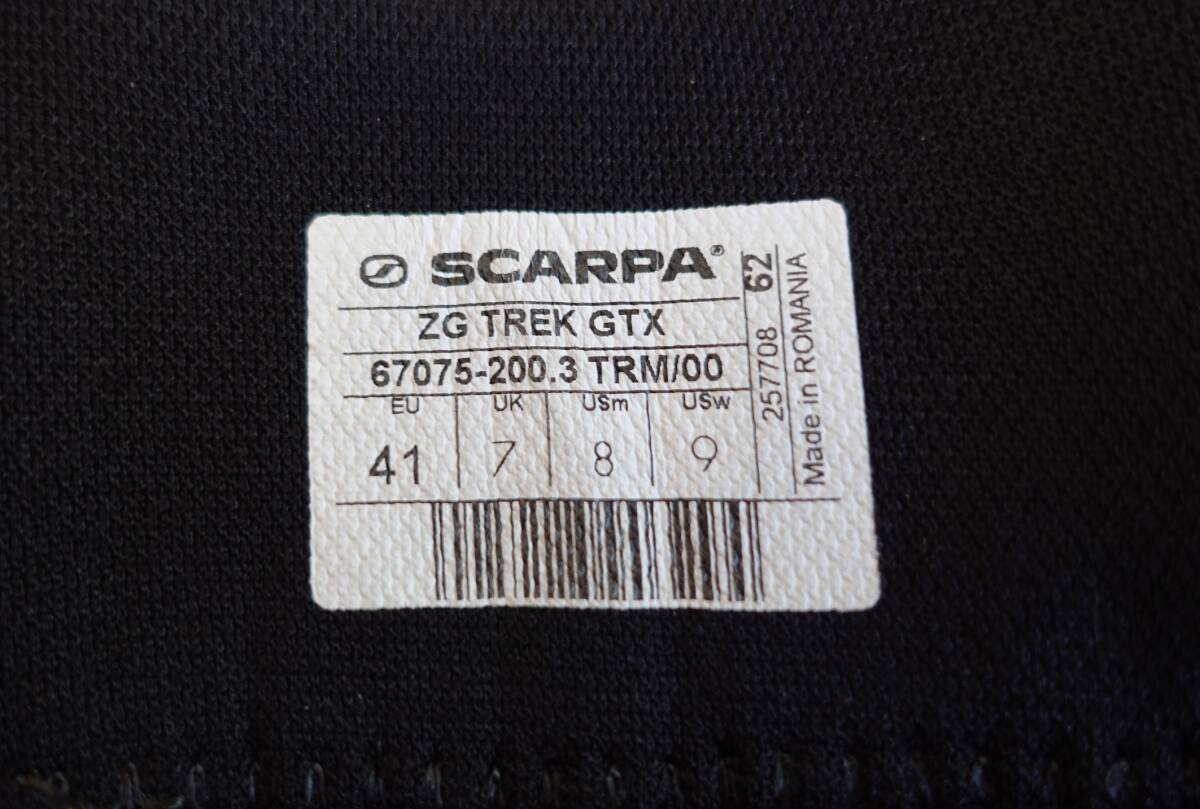 SCARPA®
ZG TREK GTX
67075-200.3 TRM/00
EU UK USm USw
41 7 8 9
257708 62
Made in ROMANIA